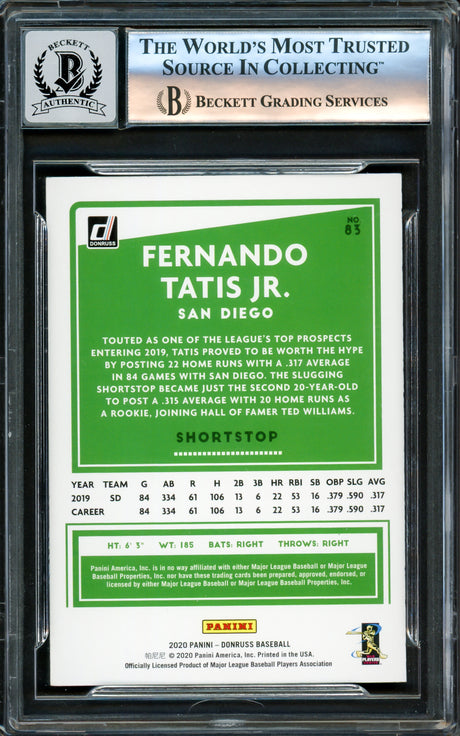 BECKETT
B
AUTHENTIC
THE WORLD'S MOST TRUSTED
SOURCE IN COLLECTING™
B BECKETT GRADING SERVICES
DONRUSS
NO.
83
FERNANDO
TATIS JR.
SAN DIEGO
TOUTED AS ONE OF THE LEAGUE'S TOP PROSPECTS
ENTERING 2019, TATIS PROVED TO BE WORTH THE HYPE
BY POSTING 22 HOME RUNS WITH A .317 AVERAGE
IN 84 GAMES WITH SAN DIEGO. THE SLUGGING
SHORTSTOP BECAME JUST THE SECOND 20-YEAR-OLD
TO POST A .315 AVERAGE WITH 20 HOME RUNS AS
A ROOKIE, JOINING HALL OF FAMER TED WILLIAMS.
SHORTSTOP
YEAR TEAM G AB R H 2B 3B HR RBI SB OBP SLG AVG
2019 SD 84 334 61 106 13 6 22 53 16 .379 .590 .317
CAREER 84 334 61 106 13 6 22 53 16 .379 .590 .317
HT: 6' 3" WT: 185 BATS: RIGHT THROWS: RIGHT
Panini America, Inc. is in no way affiliated with either Major League Baseball or Major League
Baseball Properties, Inc. nor have these trading cards been prepared, approved, endorsed, or
licensed by either Major League Baseball or Major League Baseball Properties, Inc.
PANINI
2020 PANINI - DONRUSS BASEBALL
帕尼尼 © 2020 Panini America, Inc. Printed in the USA.
Officially Licensed Product of Major League Baseball Players Association
PLAYERS